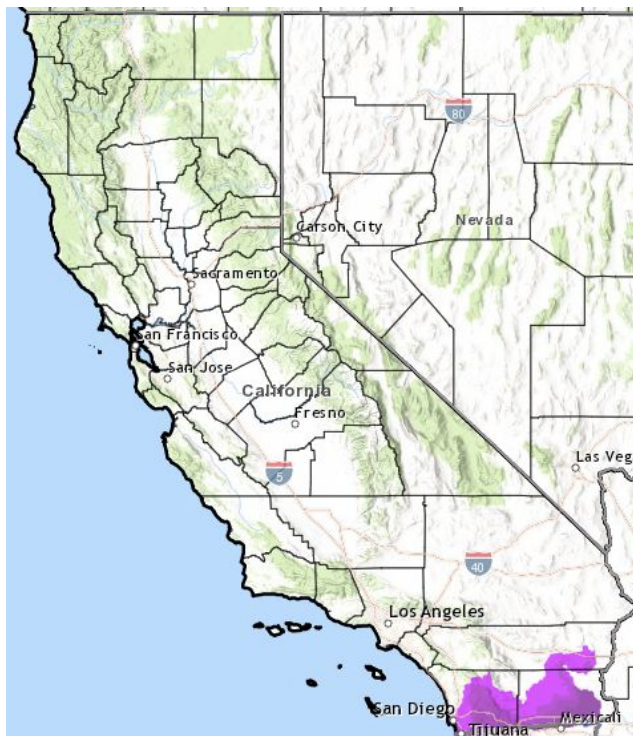 80
Carson City
Nevada
Sacramento
San Francisco
San Jose
California
Fresno
5
Las Veg
40
Los Angeles
San Diego
Mexicali
Tijuana